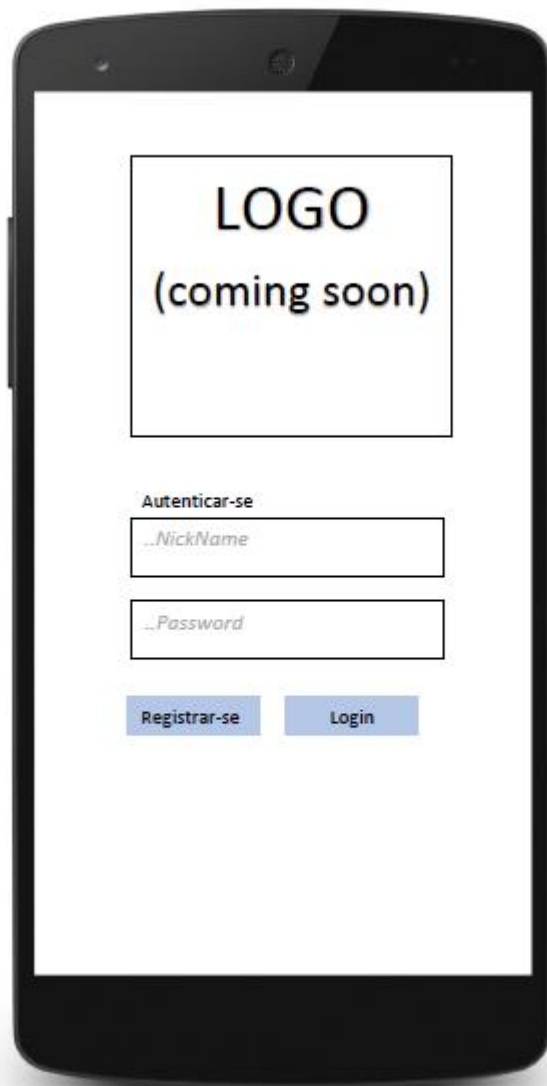 LOGO
(coming soon)
Autenticar-se
..NickName
..Password
Registrar-se
Login